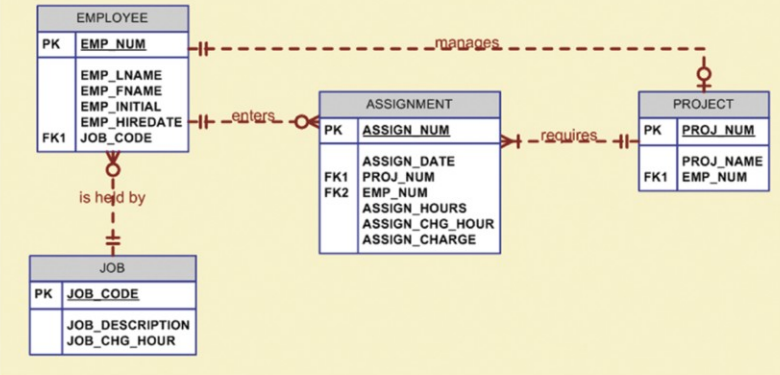 EMPLOYEE
PK EMP_NUM
EMP_LNAME
EMP_FNAME
EMP_INITIAL
EMP_HIREDATE
FK1 JOB_CODE
manages
enters
ASSIGNMENT
PK ASSIGN_NUM
ASSIGN_DATE
FK1 PROJ_NUM
FK2 EMP_NUM
ASSIGN_HOURS
ASSIGN_CHG_HOUR
ASSIGN_CHARGE
requires
PROJECT
PK PROJ_NUM
PROJ_NAME
FK1 EMP_NUM
is held by
JOB
PK JOB_CODE
JOB_DESCRIPTION
JOB_CHG_HOUR